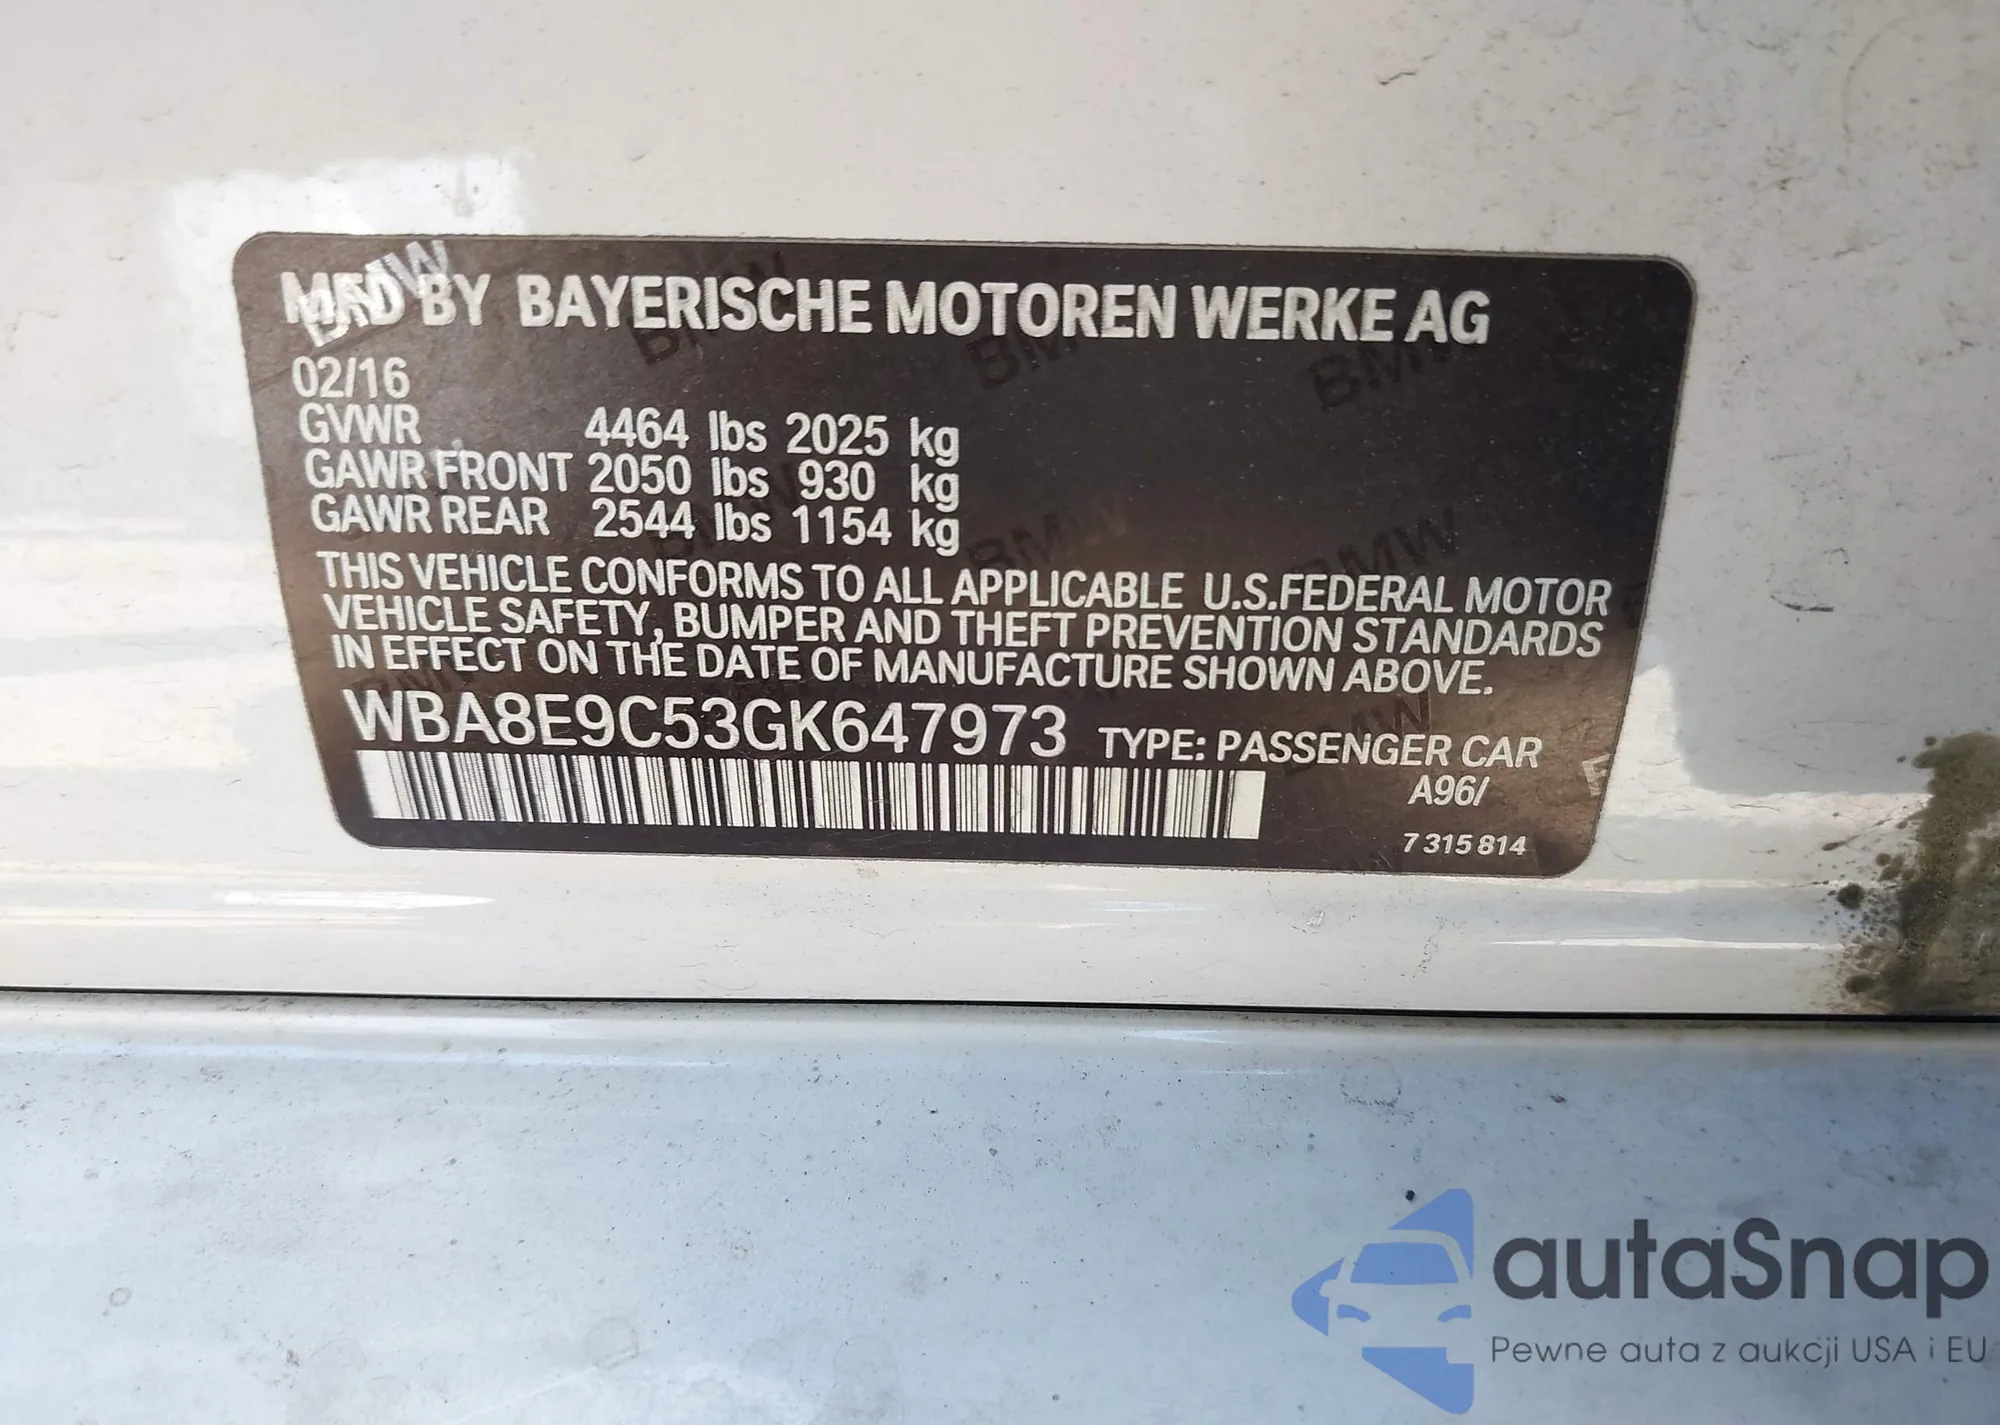 MFD BY BAYERISCHE MOTOREN WERKE AG
02/16
GVWR 4464 lbs 2025 kg
GAWR FRONT 2050 lbs 930 kg
GAWR REAR 2544 lbs 1154 kg
THIS VEHICLE CONFORMS TO ALL APPLICABLE U.S.FEDERAL MOTOR
VEHICLE SAFETY, BUMPER AND THEFT PREVENTION STANDARDS
IN EFFECT ON THE DATE OF MANUFACTURE SHOWN ABOVE.
WBA8E9C53GK647973 TYPE: PASSENGER CAR
A96/
7 315 814
autaSnap
Pewne auta z aukcji USA i EU